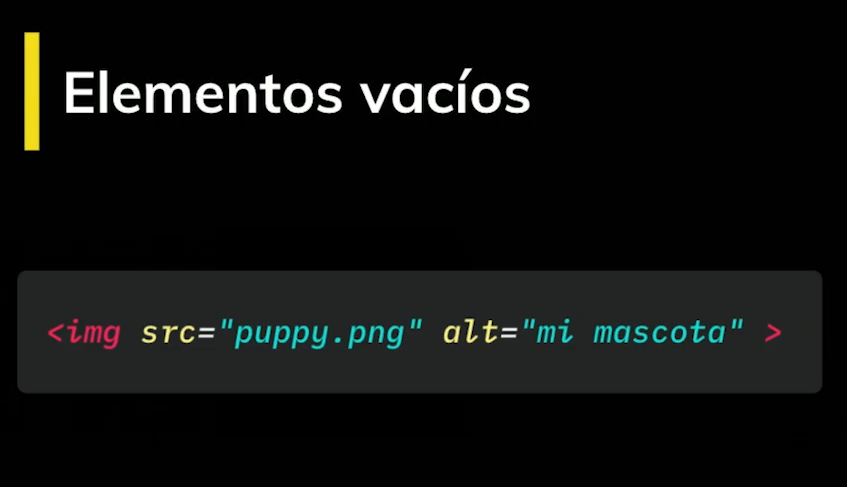 Elementos vacíos
<img src="puppy.png" alt="mi mascota" >